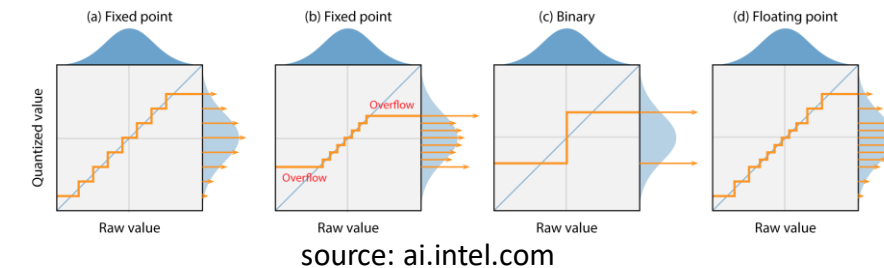 (a) Fixed point
(b) Fixed point
(c) Binary
(d) Floating point
Quantized value
Overflow
Overflow
Raw value
Raw value
Raw value
Raw value
source: ai.intel.com